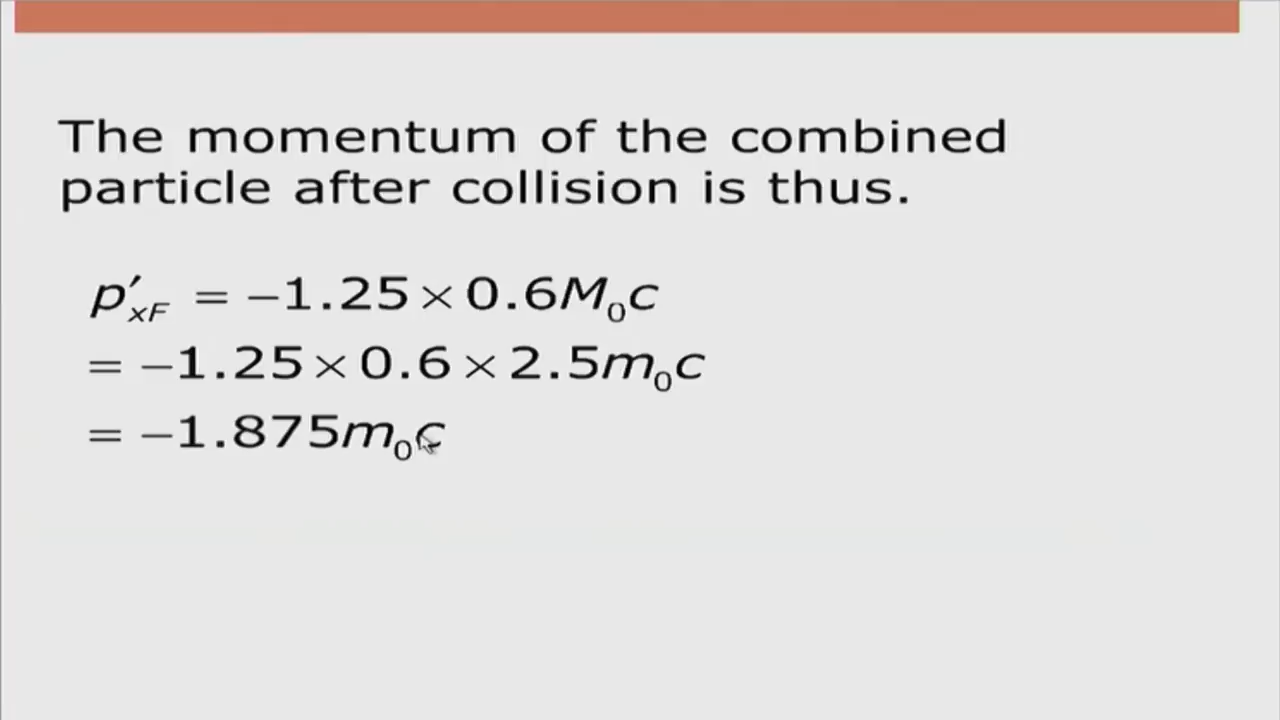 The momentum of the combined
particle after collision is thus.
p′xF = −1.25 × 0.6M₀c
= −1.25 × 0.6 × 2.5m₀c
= −1.875m₀c